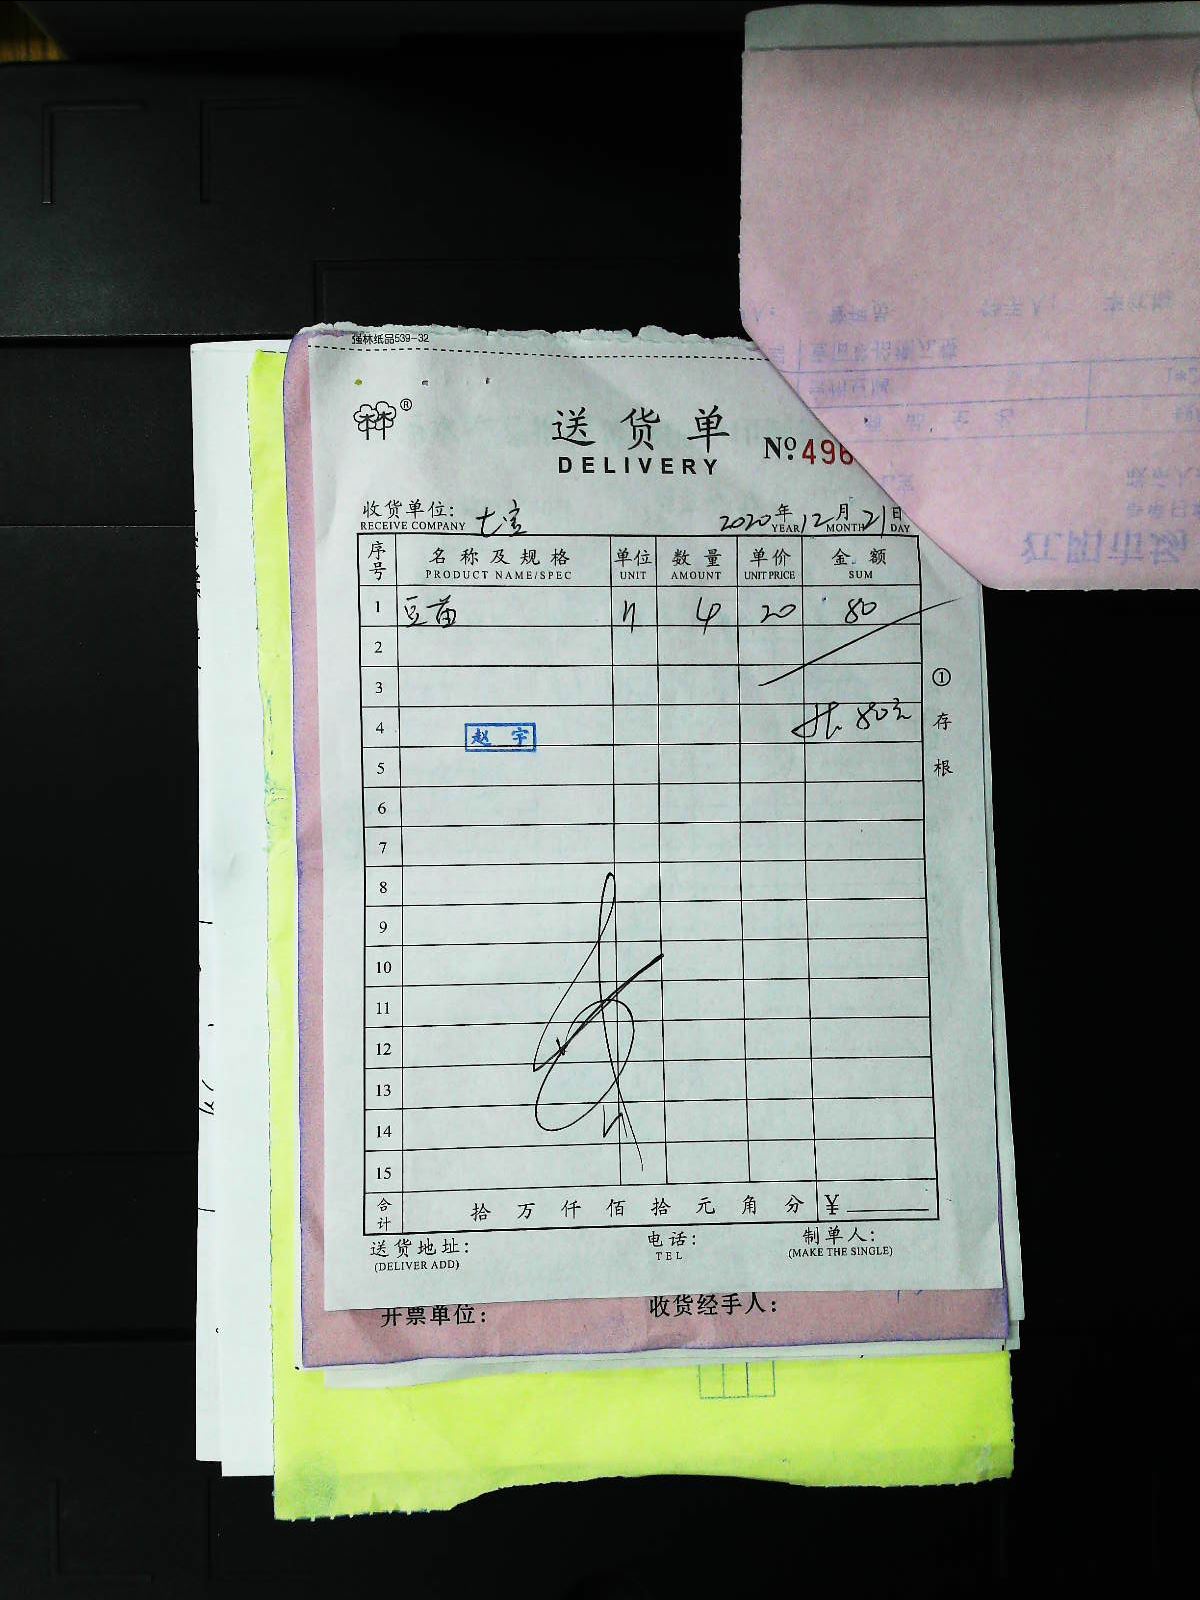 强林纸品539-32
®
送货单
DELIVERY
№ 496
收货单位: 七宝
RECEIVE COMPANY
2020年12月21日
YEAR MONTH DAY
序号 名称及规格 单位 数量 单价 金额
PRODUCT NAME/SPEC UNIT AMOUNT UNIT PRICE SUM
1 豆苗 4 20 80
2
3
4 共80元
赵宇
5
6
7
8
9
10
11
12
13
14
15
合计 拾万仟佰拾元角分 ¥
① 存根
送货地址: 电话: 制单人:
(DELIVER ADD) TEL (MAKE THE SINGLE)
开票单位: 收货经手人: